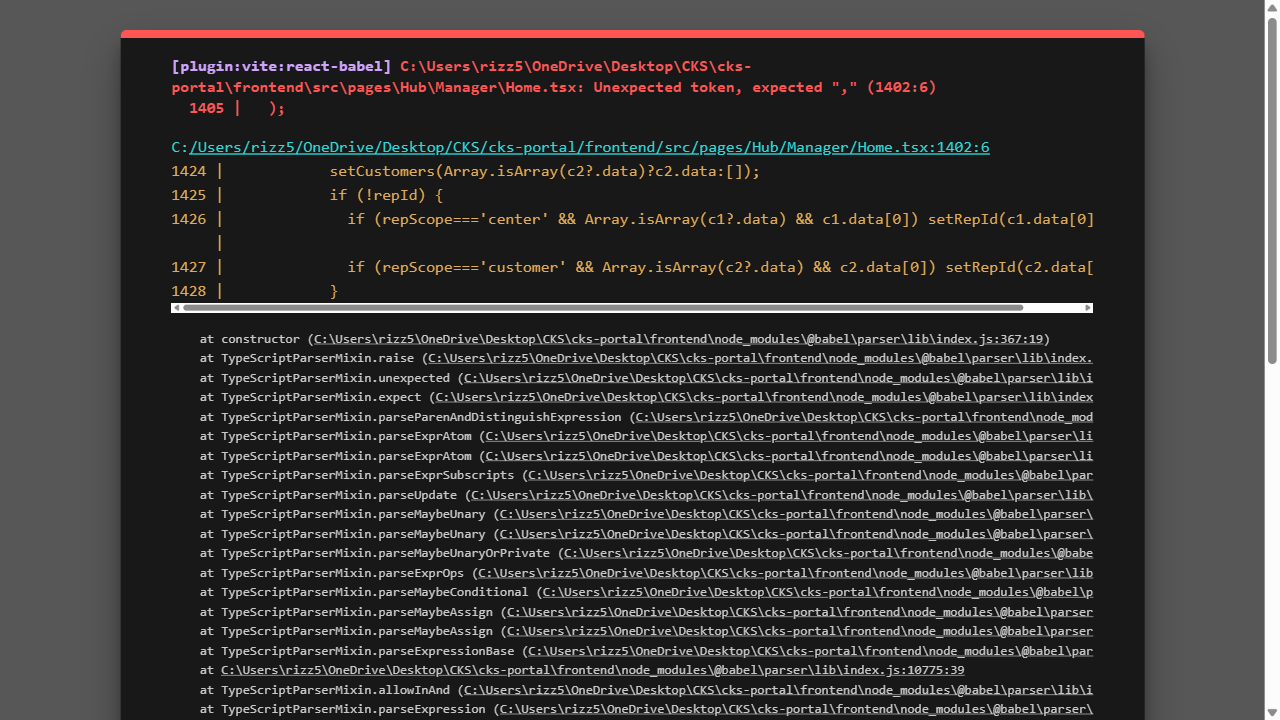 [plugin:vite:react-babel] C:\Users\rizz5\OneDrive\Desktop\CKS\cks-
portal\frontend\src\pages\Hub\Manager\Home.tsx: Unexpected token, expected "," (1402:6)
  1405 |   );
C:/Users/rizz5/OneDrive/Desktop/CKS/cks-portal/frontend/src/pages/Hub/Manager/Home.tsx:1402:6
1424 |            setCustomers(Array.isArray(c2?.data)?c2.data:[]);
1425 |            if (!repId) {
1426 |              if (repScope==='center' && Array.isArray(c1?.data) && c1.data[0]) setRepId(c1.data[0]
     |
1427 |              if (repScope==='customer' && Array.isArray(c2?.data) && c2.data[0]) setRepId(c2.data[
1428 |            }
    at constructor (C:\Users\rizz5\OneDrive\Desktop\CKS\cks-portal\frontend\node_modules\@babel\parser\lib\index.js:367:19)
    at TypeScriptParserMixin.raise (C:\Users\rizz5\OneDrive\Desktop\CKS\cks-portal\frontend\node_modules\@babel\parser\lib\index.
    at TypeScriptParserMixin.unexpected (C:\Users\rizz5\OneDrive\Desktop\CKS\cks-portal\frontend\node_modules\@babel\parser\lib\i
    at TypeScriptParserMixin.expect (C:\Users\rizz5\OneDrive\Desktop\CKS\cks-portal\frontend\node_modules\@babel\parser\lib\index
    at TypeScriptParserMixin.parseParenAndDistinguishExpression (C:\Users\rizz5\OneDrive\Desktop\CKS\cks-portal\frontend\node_mod
    at TypeScriptParserMixin.parseExprAtom (C:\Users\rizz5\OneDrive\Desktop\CKS\cks-portal\frontend\node_modules\@babel\parser\li
    at TypeScriptParserMixin.parseExprAtom (C:\Users\rizz5\OneDrive\Desktop\CKS\cks-portal\frontend\node_modules\@babel\parser\li
    at TypeScriptParserMixin.parseExprSubscripts (C:\Users\rizz5\OneDrive\Desktop\CKS\cks-portal\frontend\node_modules\@babel\par
    at TypeScriptParserMixin.parseUpdate (C:\Users\rizz5\OneDrive\Desktop\CKS\cks-portal\frontend\node_modules\@babel\parser\lib\
    at TypeScriptParserMixin.parseMaybeUnary (C:\Users\rizz5\OneDrive\Desktop\CKS\cks-portal\frontend\node_modules\@babel\parser\
    at TypeScriptParserMixin.parseMaybeUnary (C:\Users\rizz5\OneDrive\Desktop\CKS\cks-portal\frontend\node_modules\@babel\parser\
    at TypeScriptParserMixin.parseMaybeUnaryOrPrivate (C:\Users\rizz5\OneDrive\Desktop\CKS\cks-portal\frontend\node_modules\@babe
    at TypeScriptParserMixin.parseExprOps (C:\Users\rizz5\OneDrive\Desktop\CKS\cks-portal\frontend\node_modules\@babel\parser\lib
    at TypeScriptParserMixin.parseMaybeConditional (C:\Users\rizz5\OneDrive\Desktop\CKS\cks-portal\frontend\node_modules\@babel\p
    at TypeScriptParserMixin.parseMaybeAssign (C:\Users\rizz5\OneDrive\Desktop\CKS\cks-portal\frontend\node_modules\@babel\parser
    at TypeScriptParserMixin.parseMaybeAssign (C:\Users\rizz5\OneDrive\Desktop\CKS\cks-portal\frontend\node_modules\@babel\parser
    at TypeScriptParserMixin.parseExpressionBase (C:\Users\rizz5\OneDrive\Desktop\CKS\cks-portal\frontend\node_modules\@babel\par
    at C:\Users\rizz5\OneDrive\Desktop\CKS\cks-portal\frontend\node_modules\@babel\parser\lib\index.js:10775:39
    at TypeScriptParserMixin.allowInAnd (C:\Users\rizz5\OneDrive\Desktop\CKS\cks-portal\frontend\node_modules\@babel\parser\lib\i
    at TypeScriptParserMixin.parseExpression (C:\Users\rizz5\OneDrive\Desktop\CKS\cks-portal\frontend\node_modules\@babel\parser\